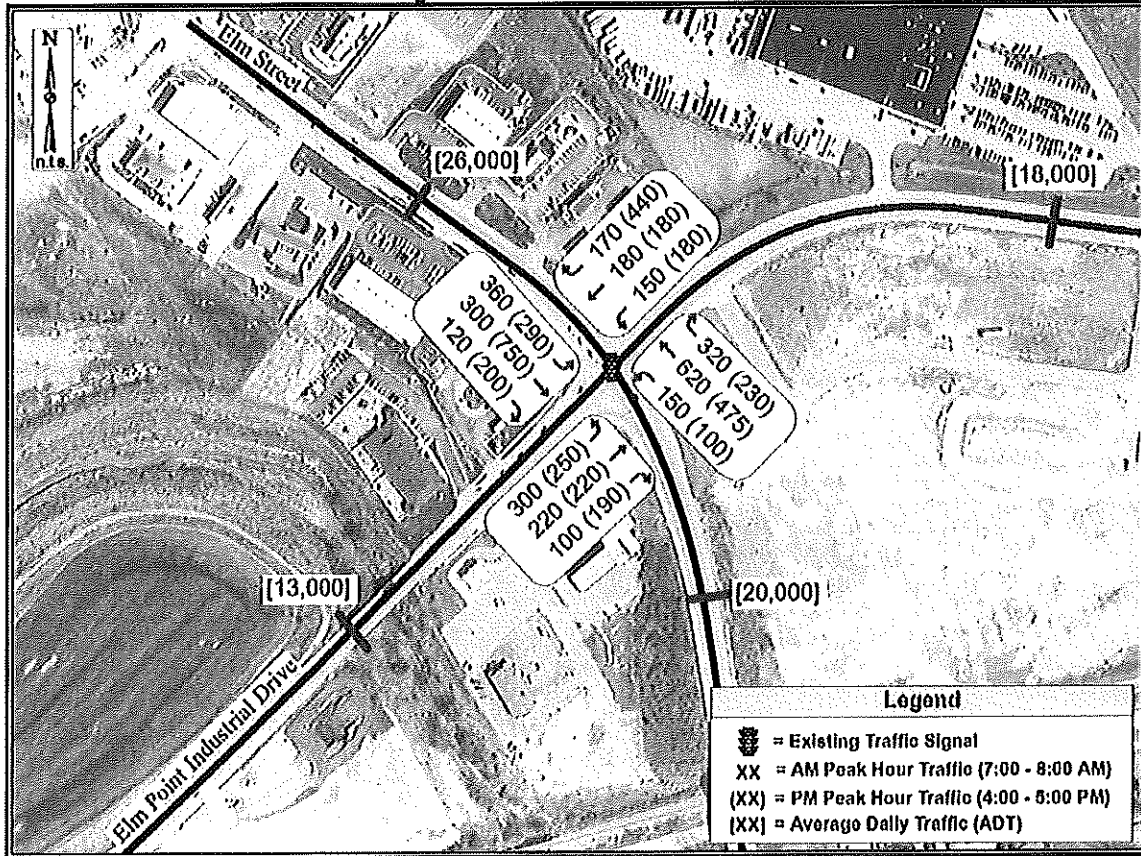 N
n.t.s.
Elm Street
[26,000]
[18,000]
170 (440)
180 (180)
150 (180)
360 (290)
300 (750)
120 (200)
320 (230)
620 (475)
150 (100)
300 (250)
220 (220)
100 (190)
[13,000]
[20,000]
Elm Point Industrial Drive
Legend
= Existing Traffic Signal
XX = AM Peak Hour Traffic (7:00 - 8:00 AM)
(XX) = PM Peak Hour Traffic (4:00 - 5:00 PM)
[XX] = Average Daily Traffic (ADT)